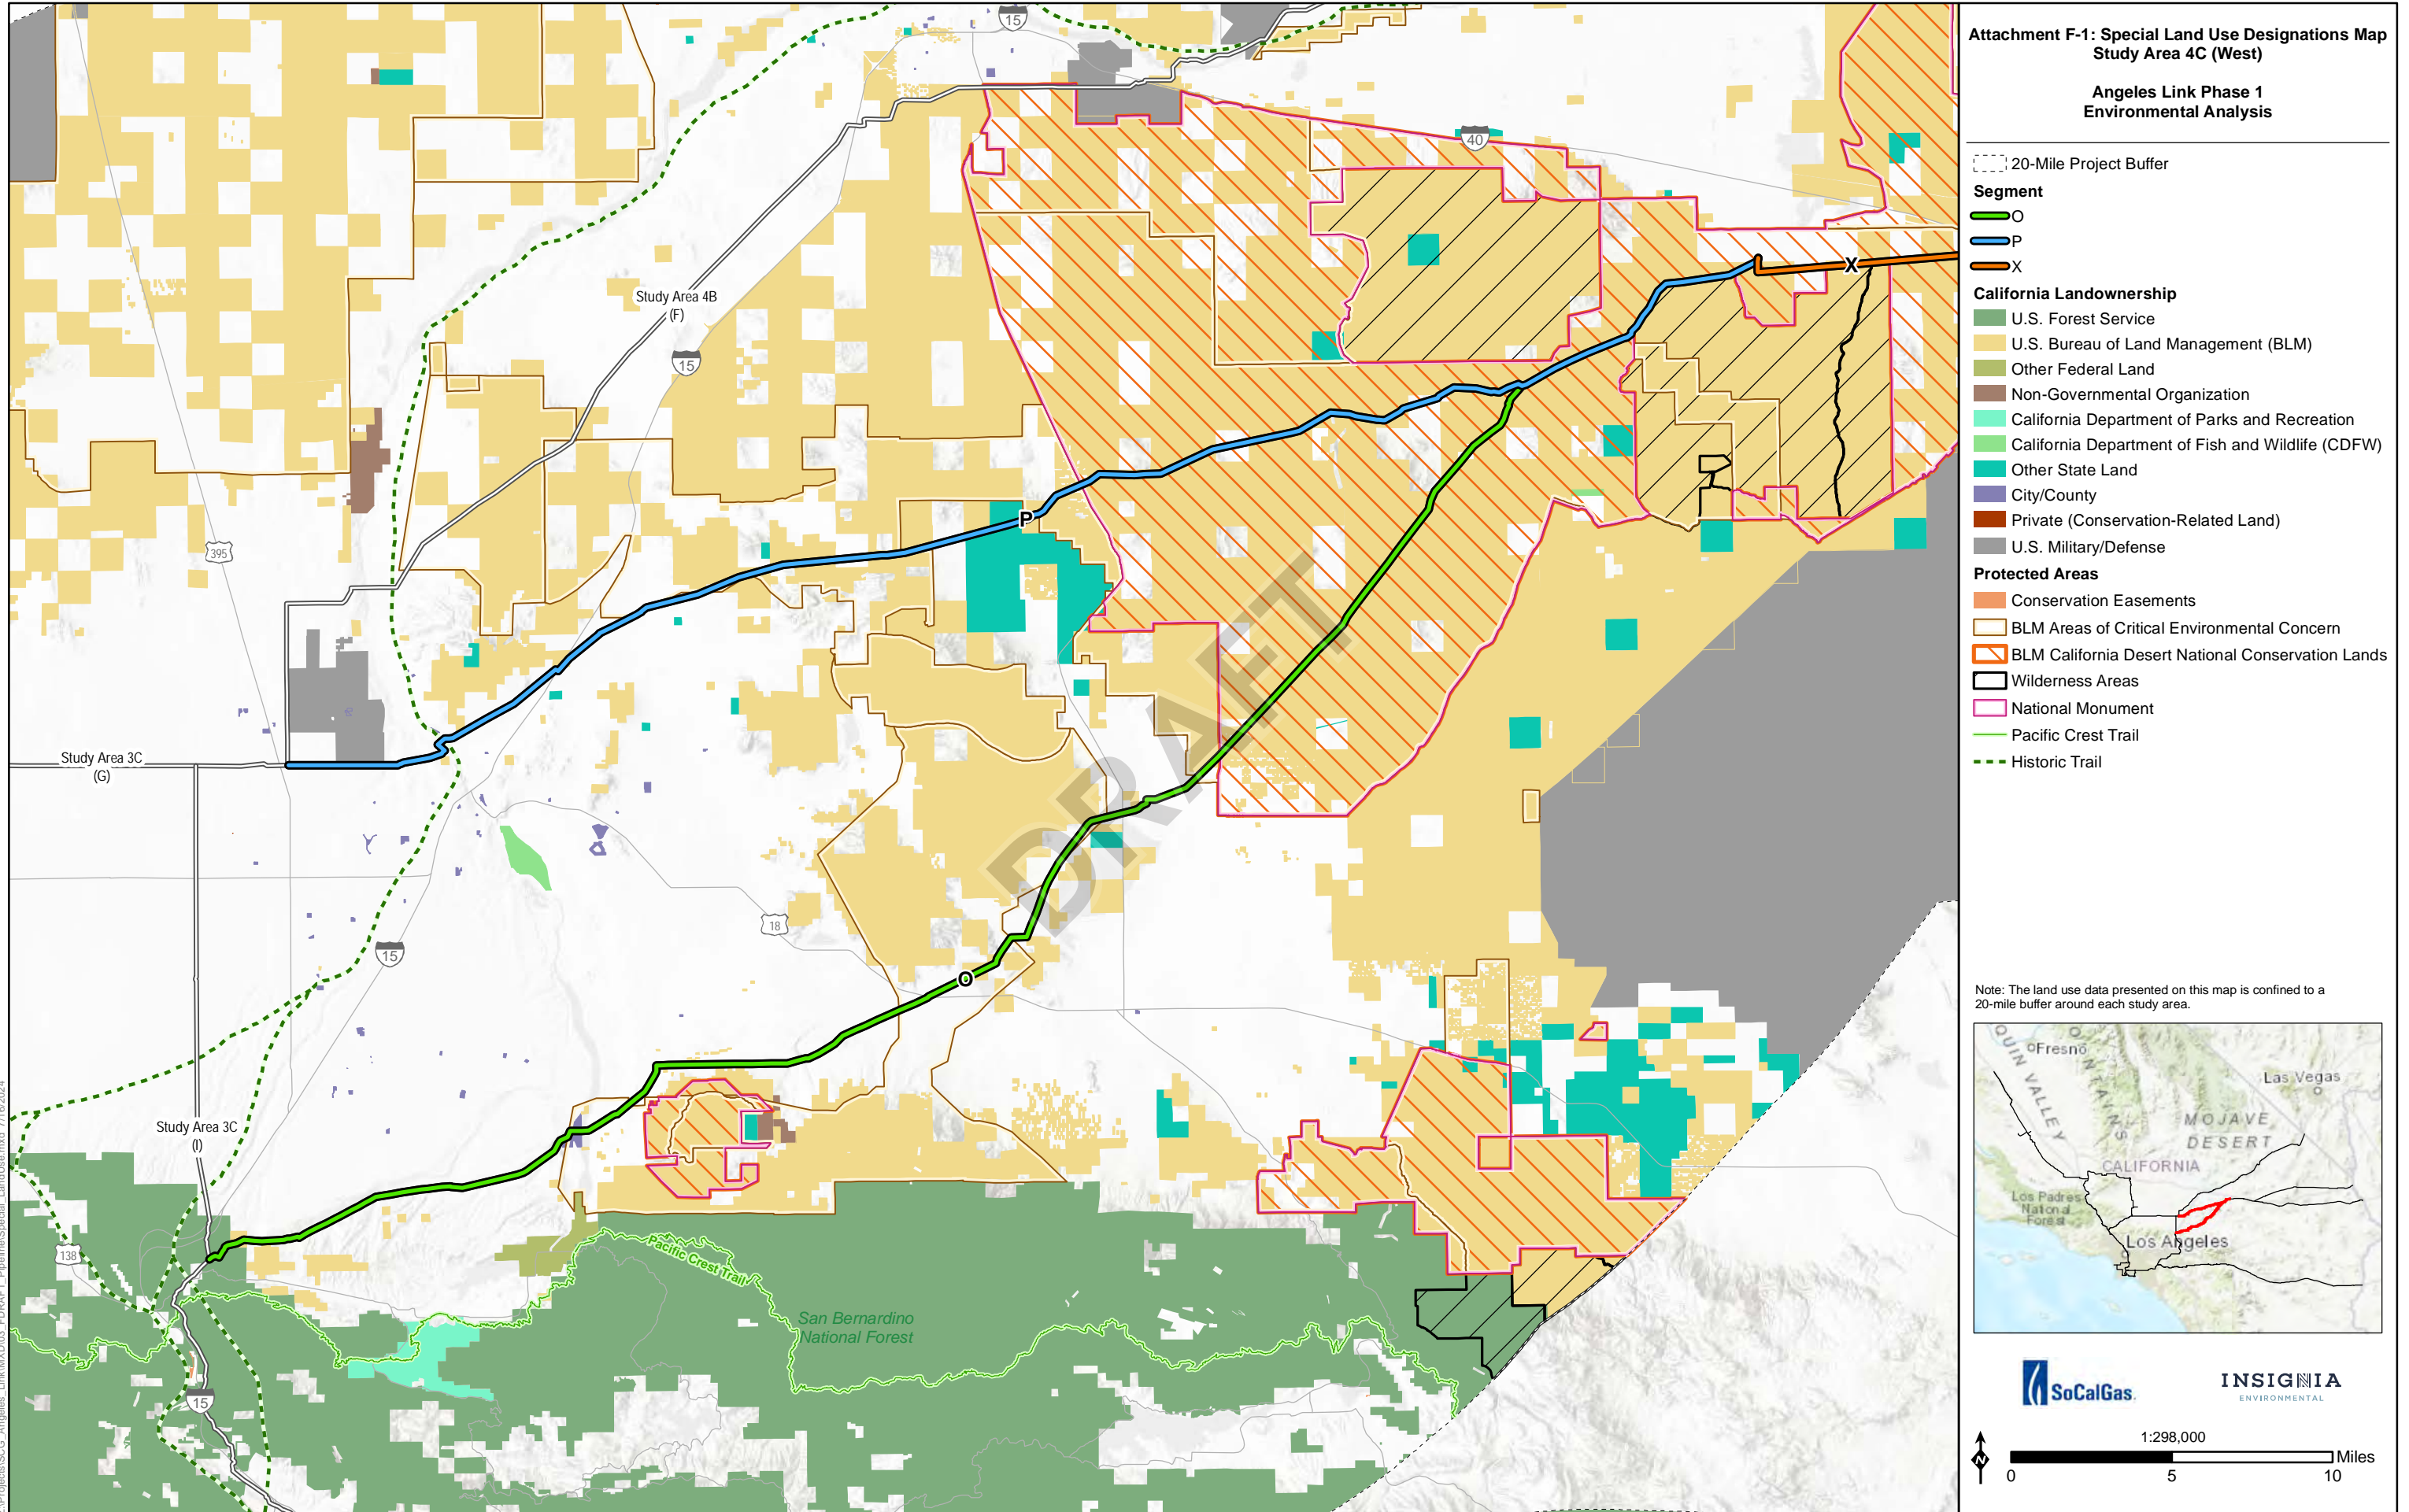 Attachment F-1: Special Land Use Designations Map
Study Area 4C (West)
Angeles Link Phase 1
Environmental Analysis
20-Mile Project Buffer
Segment
O
P
X
California Landownership
U.S. Forest Service
U.S. Bureau of Land Management (BLM)
Other Federal Land
Non-Governmental Organization
California Department of Parks and Recreation
California Department of Fish and Wildlife (CDFW)
Other State Land
City/County
Private (Conservation-Related Land)
U.S. Military/Defense
Protected Areas
Conservation Easements
BLM Areas of Critical Environmental Concern
BLM California Desert National Conservation Lands
Wilderness Areas
National Monument
Pacific Crest Trail
Historic Trail
Note: The land use data presented on this map is confined to a
20-mile buffer around each study area.
Fresno
Las Vegas
QUIN VALLEY
NTAINS
MOJAVE
DESERT
CALIFORNIA
Los Padres
National
Forest
Los Angeles
SoCalGas
INSIGNIA
ENVIRONMENTAL
1:298,000
Miles
0
5
10
N
15
40
X
Study Area 4B
(F)
15
395
P
Study Area 3C
(G)
DRAFT
18
15
O
Study Area 3C
(I)
138
Pacific Crest Trail
San Bernardino
National Forest
15